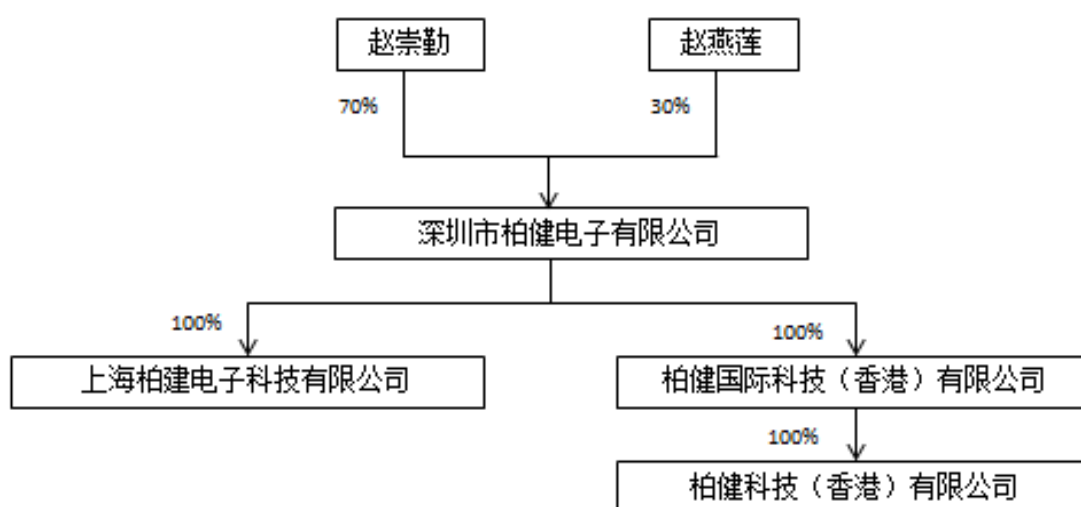 赵崇勤
赵燕莲
70%
30%
深圳市柏健电子有限公司
100%
100%
上海柏建电子科技有限公司
柏健国际科技（香港）有限公司
100%
柏健科技（香港）有限公司